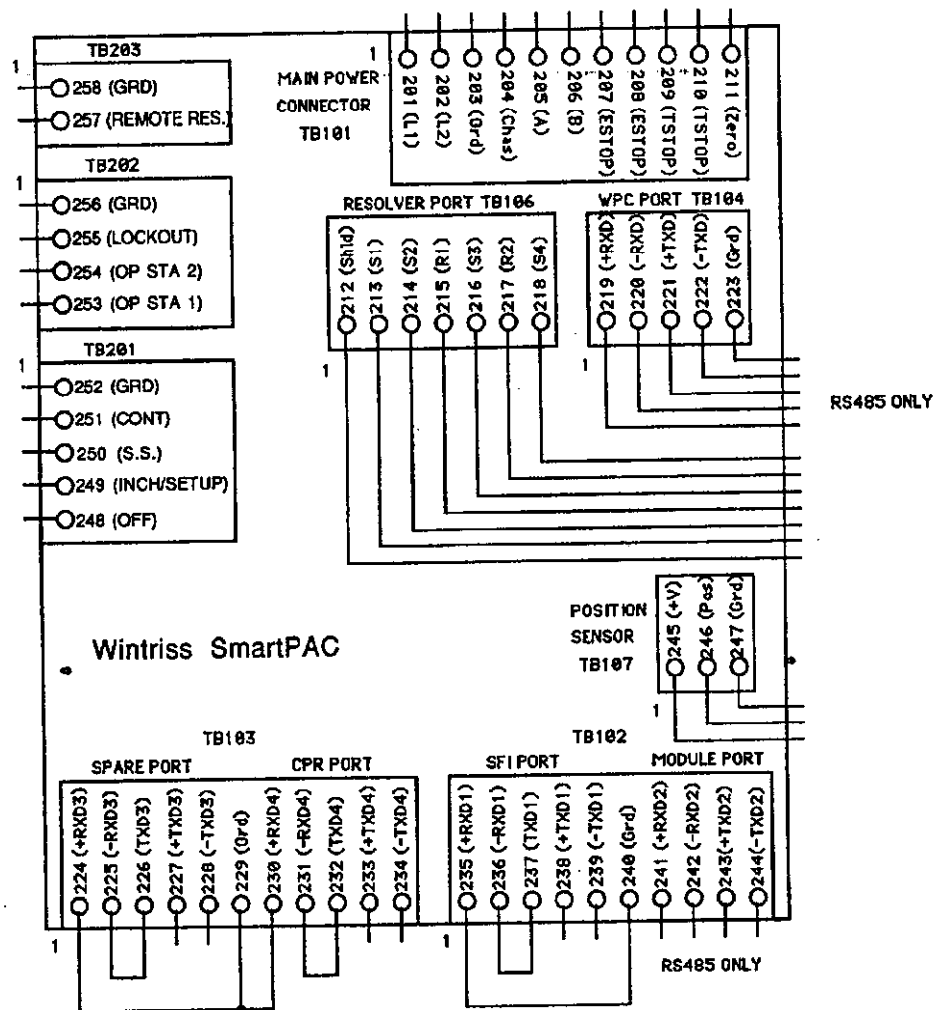 TB203
1
258 (GRD)
257 (REMOTE RES.)
TB202
1
256 (GRD)
255 (LOCKOUT)
254 (OP STA 2)
253 (OP STA 1)
TB201
1
252 (GRD)
251 (CONT)
250 (S.S.)
249 (INCH/SETUP)
248 (OFF)
1
MAIN POWER
CONNECTOR
TB101
201 (L1)
202 (L2)
203 (Grd)
204 (Chas)
205 (A)
206 (B)
207 (ESTOP)
208 (ESTOP)
209 (TSTOP)
210 (TSTOP)
211 (Zero)
RESOLVER PORT TB106
212 (Shld)
213 (S1)
214 (S2)
215 (R1)
216 (S3)
217 (R2)
218 (S4)
1
WPC PORT TB104
219 (+RXD)
220 (-RXD)
221 (+TXD)
222 (-TXD)
223 (Grd)
1
RS485 ONLY
POSITION
SENSOR
TB107
245 (+V)
246 (Pos)
247 (Grd)
1
Wintriss SmartPAC
TB103
SPARE PORT CPR PORT
224 (+RXD3)
225 (-RXD3)
226 (TXD3)
227 (+TXD3)
228 (-TXD3)
229 (Grd)
230 (+RXD4)
231 (-RXD4)
232 (TXD4)
233 (+TXD4)
234 (-TXD4)
1
TB102
SFI PORT MODULE PORT
235 (+RXD1)
236 (-RXD1)
237 (TXD1)
238 (+TXD1)
239 (-TXD1)
240 (Grd)
241 (+RXD2)
242 (-RXD2)
243(+TXD2)
244(-TXD2)
1
RS485 ONLY